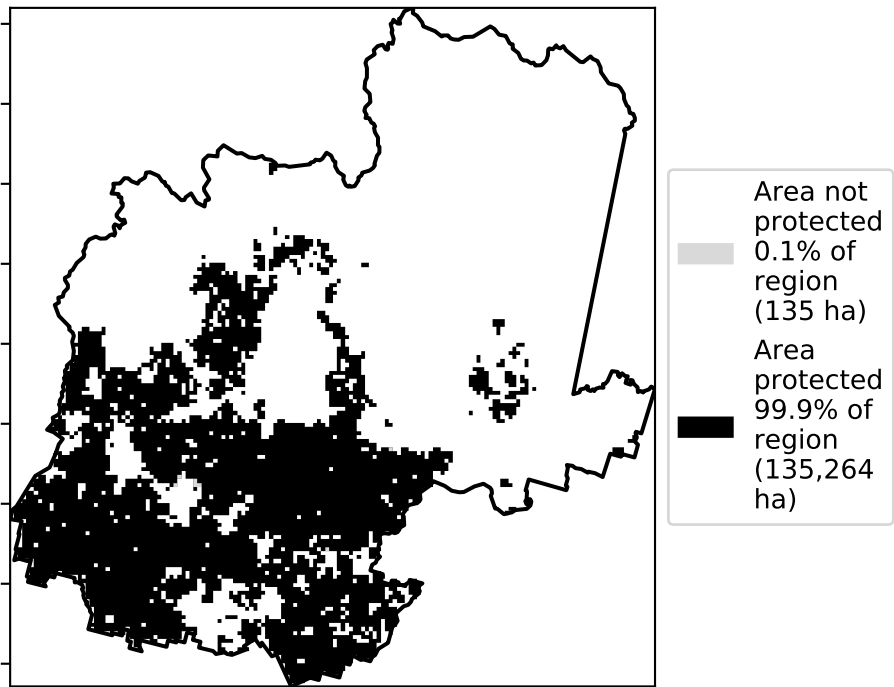 Area not
protected
0.1% of
region
(135 ha)
Area
protected
99.9% of
region
(135,264
ha)